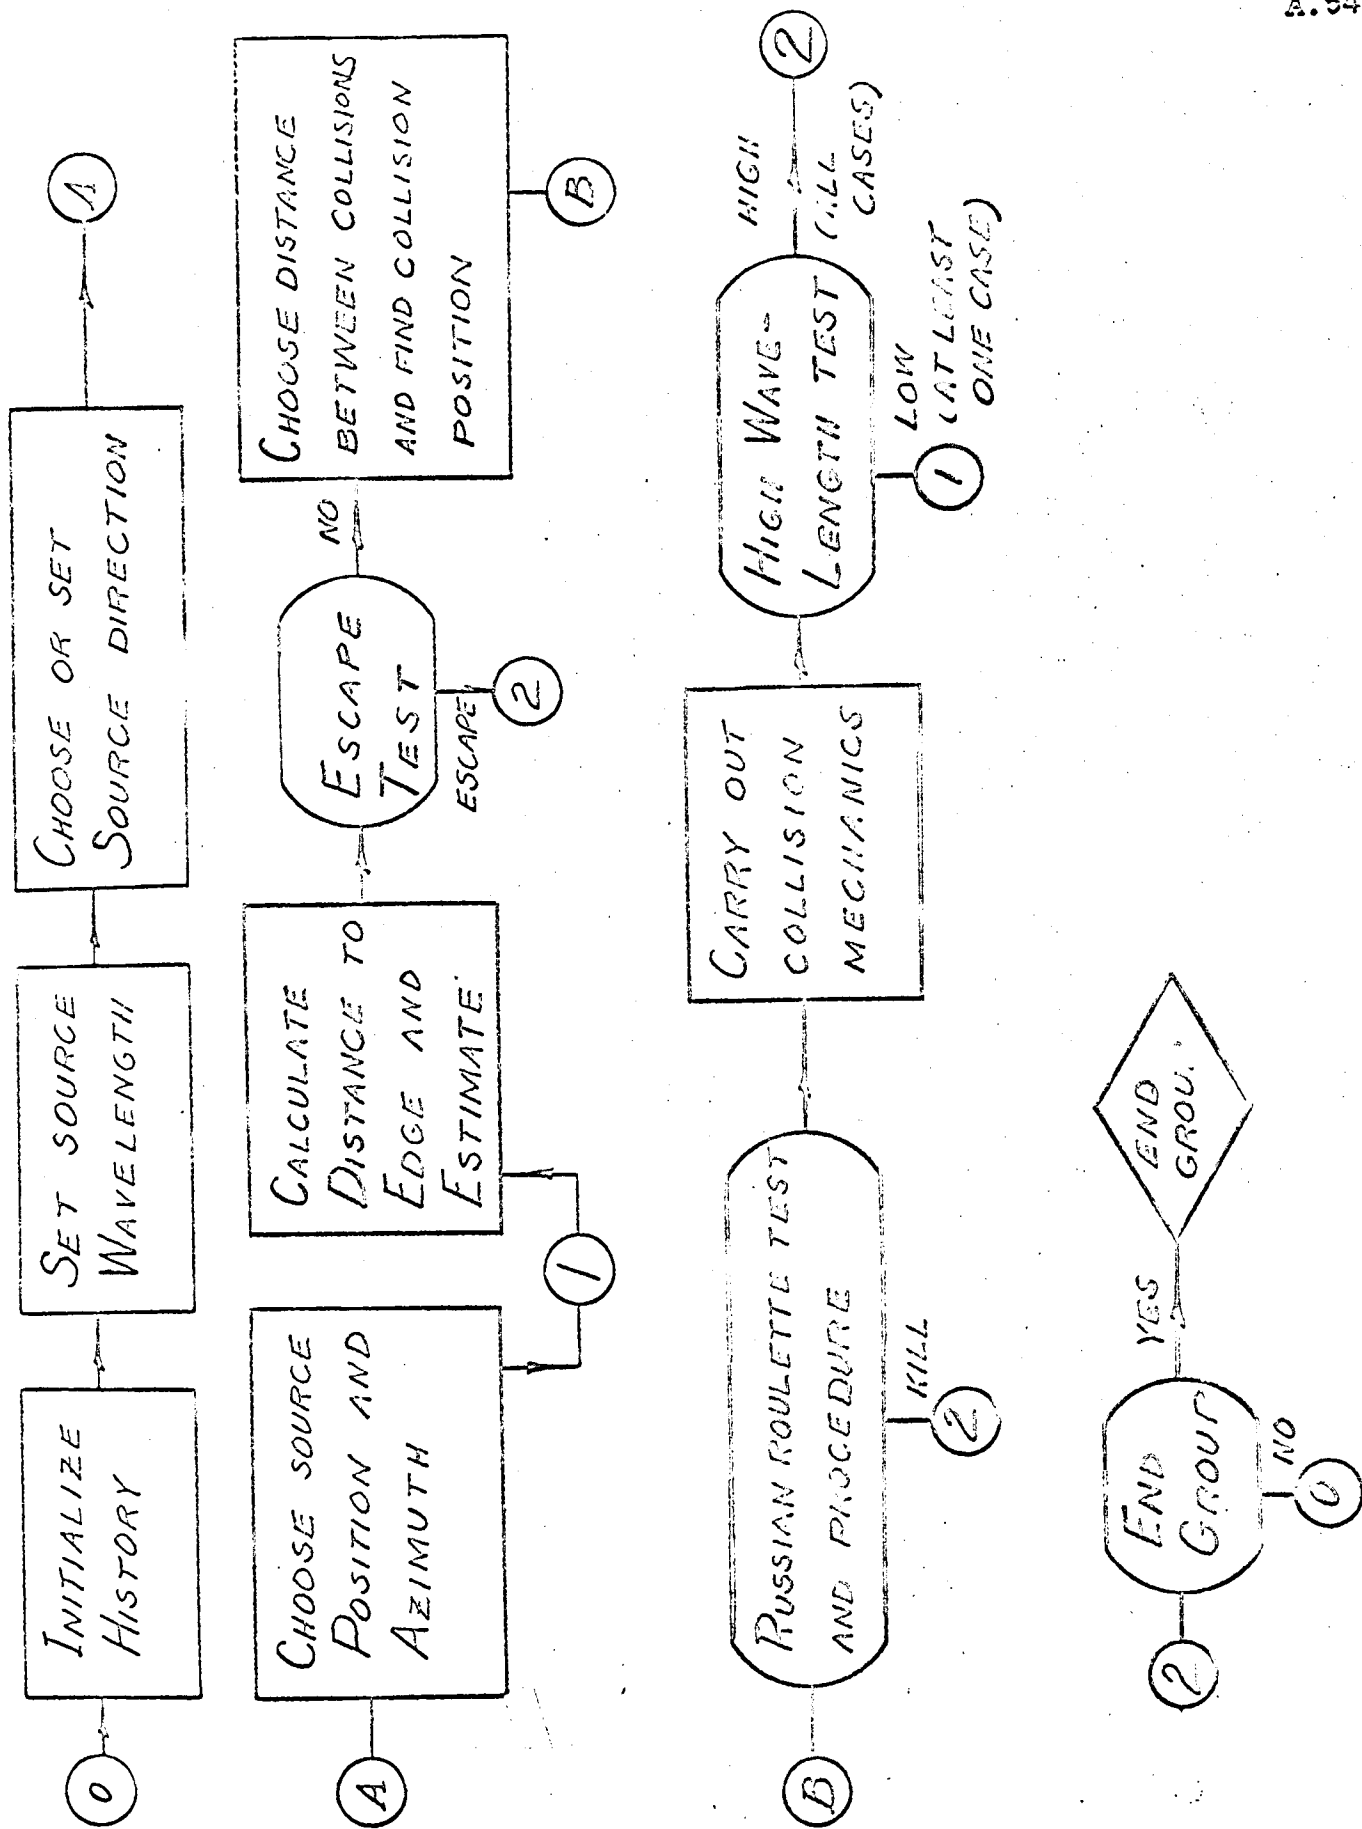 A.54
0
INITIALIZE
HISTORY
SET SOURCE
WAVELENGTH
CHOOSE OR SET
SOURCE DIRECTION
A
A
CHOOSE SOURCE
POSITION AND
AZIMUTH
1
CALCULATE
DISTANCE TO
EDGE AND
ESTIMATE
ESCAPE
TEST
ESCAPE
2
NO
CHOOSE DISTANCE
BETWEEN COLLISIONS
AND FIND COLLISION
POSITION
B
B
RUSSIAN ROULETTE TEST
AND PROCEDURE
KILL
2
CARRY OUT
COLLISION
MECHANICS
HIGH WAVE-
LENGTH TEST
HIGH
(ALL
CASES)
2
LOW
(AT LEAST
ONE CASE)
1
2
END
GROUP
NO
0
YES
END
GROU.